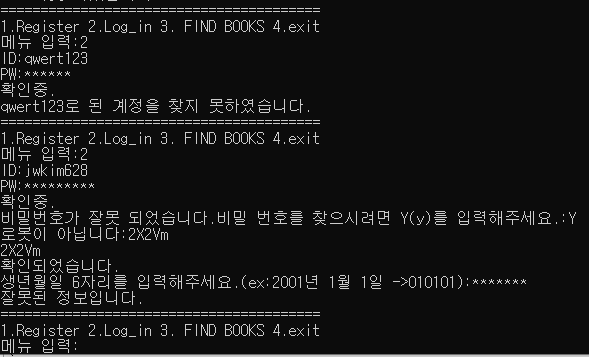 ========================================
1.Register 2.Log_in 3. FIND BOOKS 4.exit
메뉴 입력:2
ID:qwert123
PW:******
확인중.
qwert123로 된 계정을 찾지 못하였습니다.
========================================
1.Register 2.Log_in 3. FIND BOOKS 4.exit
메뉴 입력:2
ID:jwkim628
PW:*********
확인중.
비밀번호가 잘못 되었습니다.비밀 번호를 찾으시려면 Y(y)를 입력해주세요.:Y
로봇이 아닙니다:2X2Vm
2X2Vm
확인되었습니다.
생년월일 6자리를 입력해주세요.(ex:2001년 1월 1일 ->010101):*******
잘못된 정보입니다.
========================================
1.Register 2.Log_in 3. FIND BOOKS 4.exit
메뉴 입력: